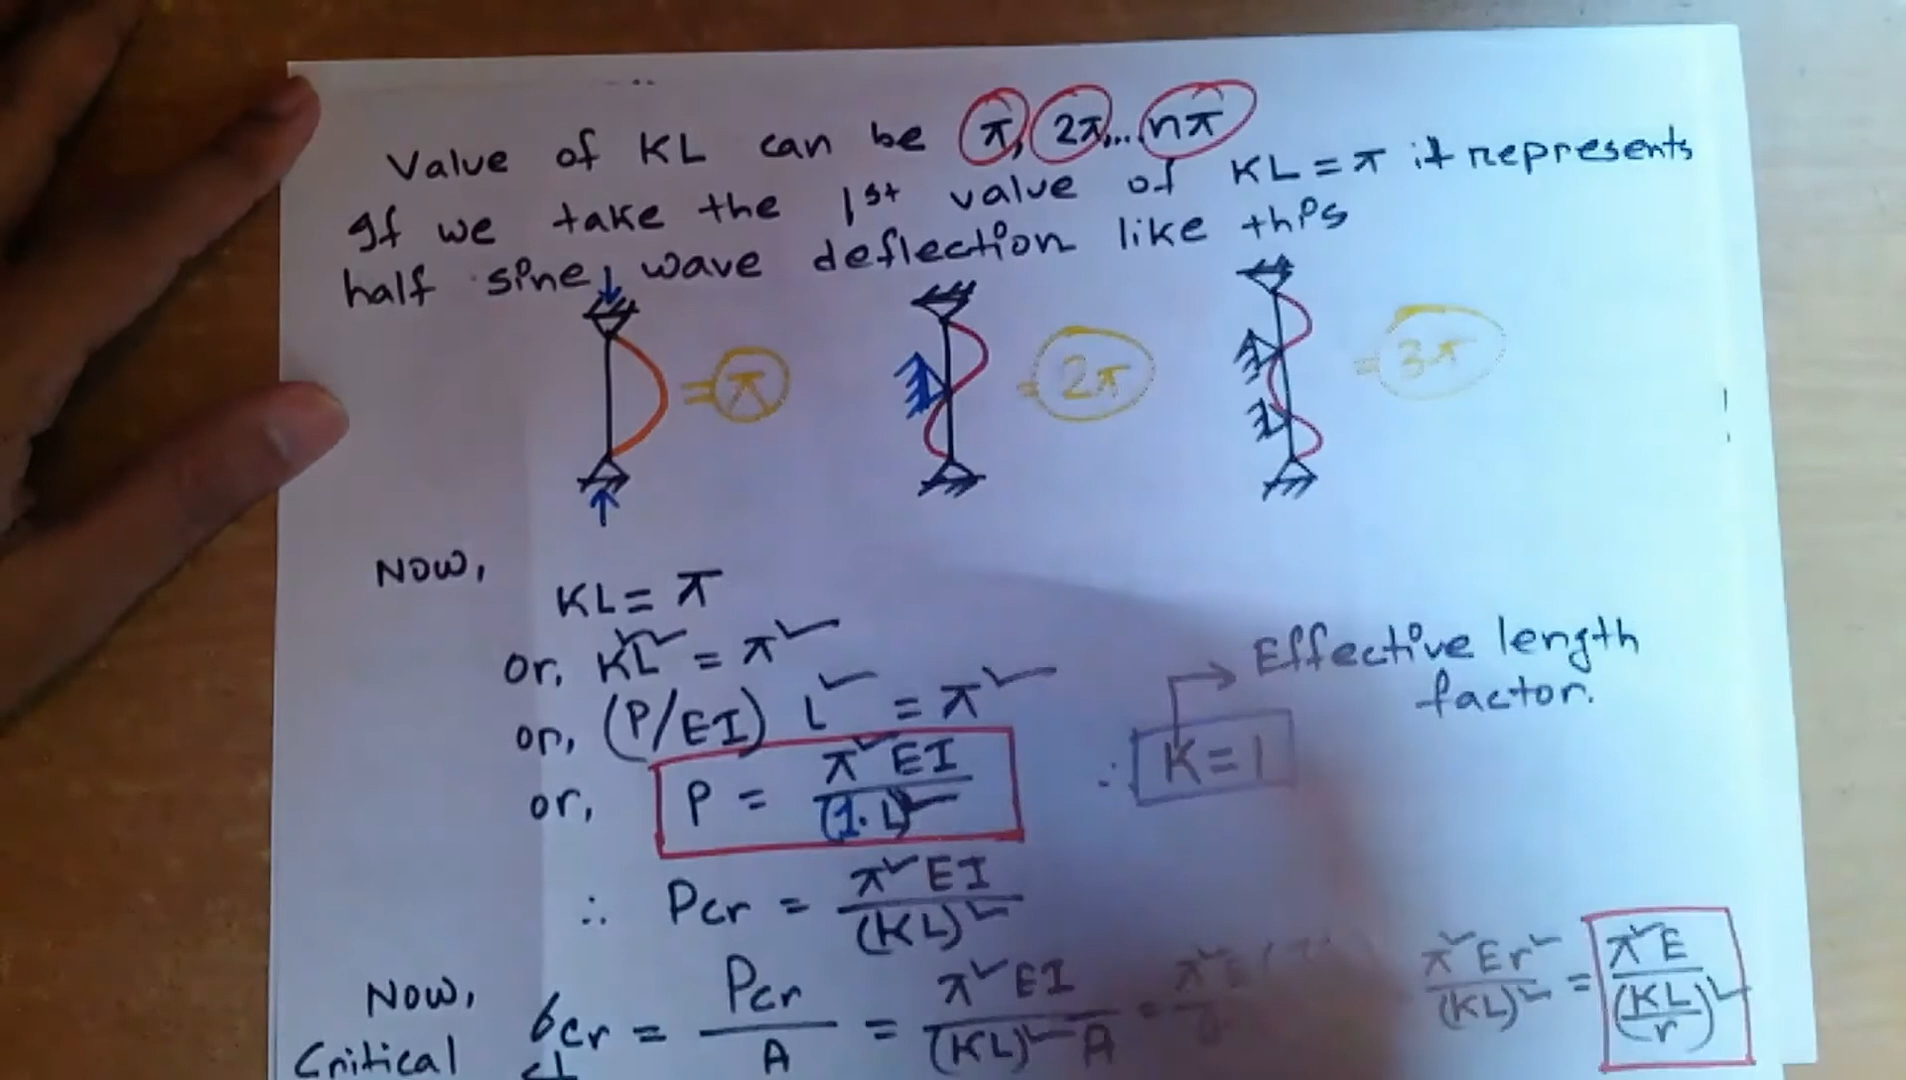 Value of KL can be π, 2π,...nπ
If we take the 1st value of KL = π it represents
half sine wave deflection like this
= π
= 2π
= 3π
Now,
KL = π
or, K²L² = π²
or, (P/EI) L² = π²
Effective length
factor.
or, P = π²EI / (1·L)²
∴ K = 1
∴ Pcr = π²EI / (KL)²
Now, σcr = Pcr / A = π²EI / (KL)² A = π²E π²Er² / (KL)² = π²E / (KL/r)²
Critical